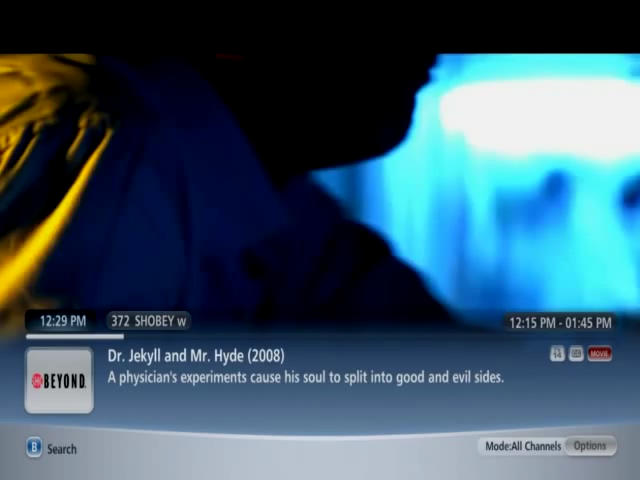 12:29 PM
372 SHOBEY w
12:15 PM - 01:45 PM
Dr. Jekyll and Mr. Hyde (2008)
MOVIE
BEYOND
A physician's experiments cause his soul to split into good and evil sides.
B Search
Mode:All Channels Options